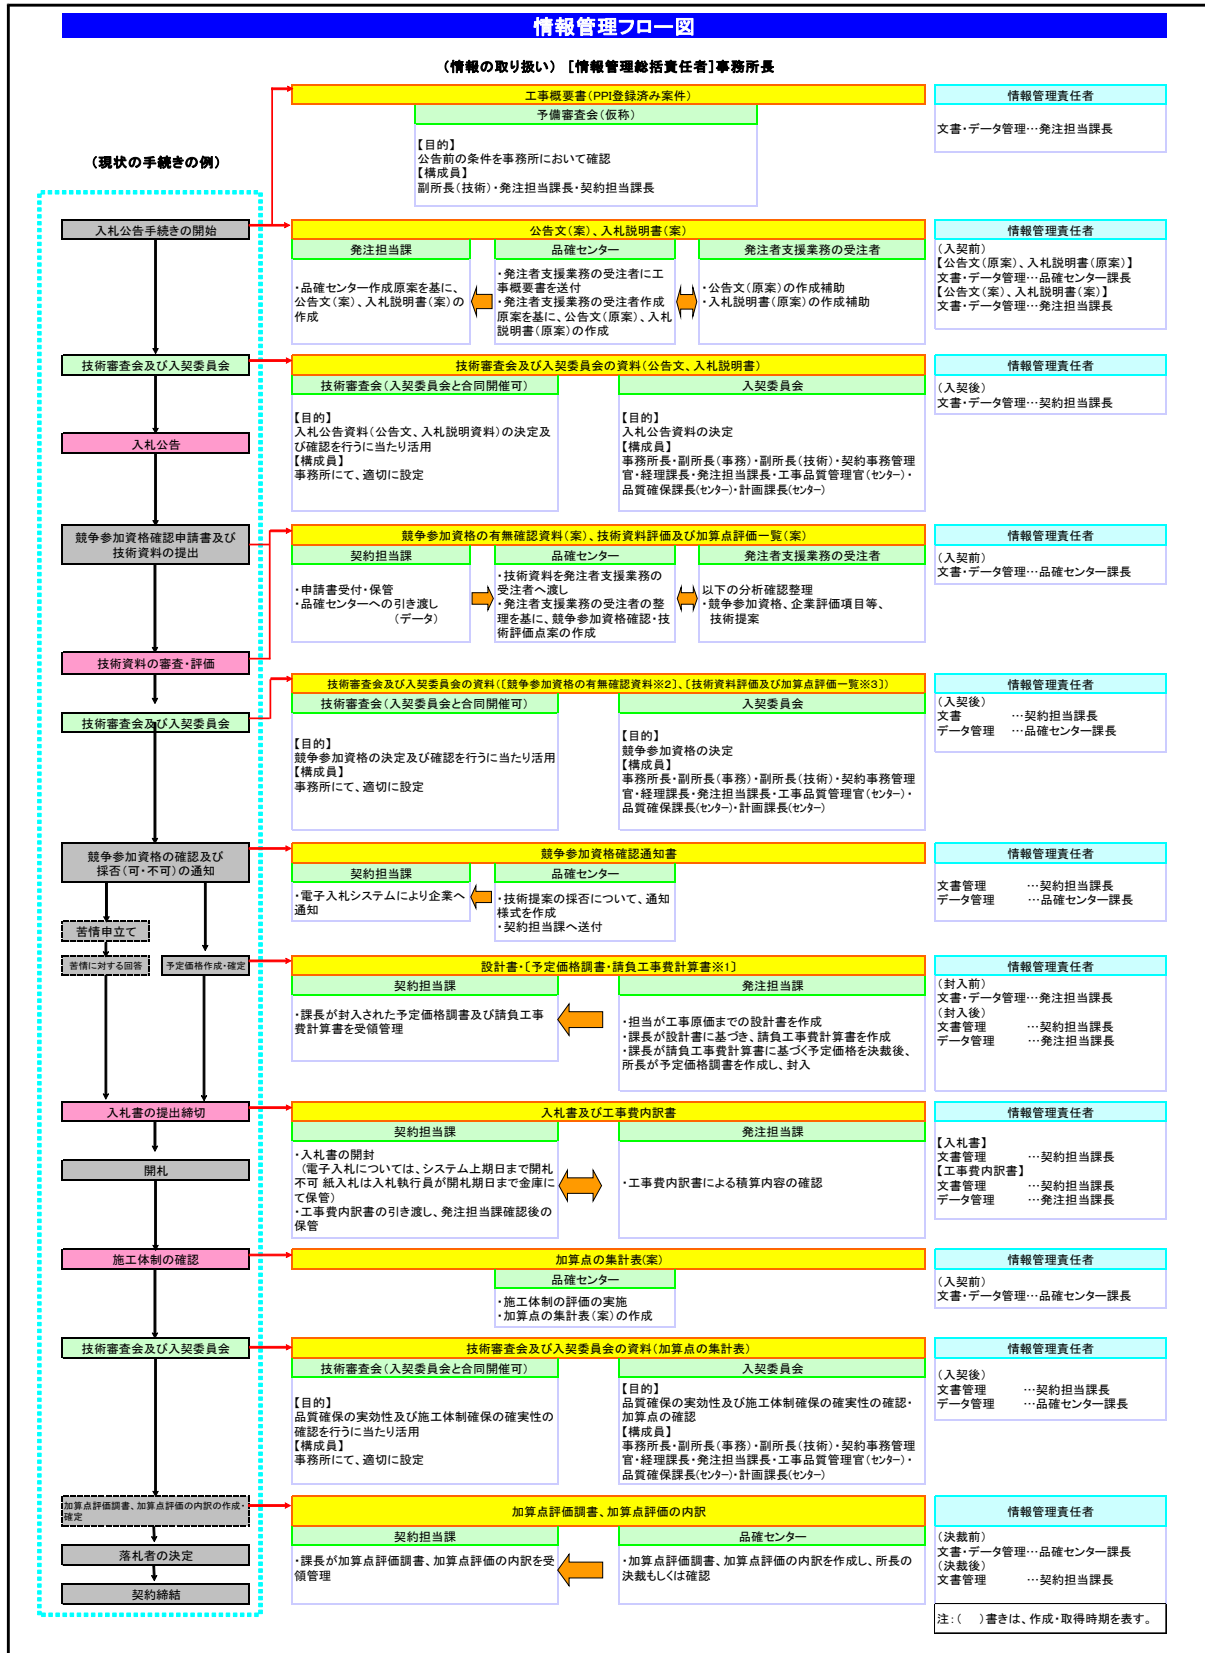 情報管理フロー図
（情報の取り扱い） ［情報管理総括責任者］事務所長
（現状の手続きの例）
工事概要書（PPI登録済み案件）
予備審査会（仮称）
【目的】
公告前の条件を事務所において確認
【構成員】
副所長（技術）・発注担当課長・契約担当課長
情報管理責任者
文書・データ管理…発注担当課長
入札公告手続きの開始
公告文（案）、入札説明書（案）
発注担当課
・品確センター作成原案を基に、
公告文（案）、入札説明書（案）の
作成
品確センター
・発注者支援業務の受注者に工
事概要書を送付
・発注者支援業務の受注者作成
原案を基に、公告文（原案）、入札
説明書（原案）の作成
発注者支援業務の受注者
・公告文（原案）の作成補助
・入札説明書（原案）の作成補助
情報管理責任者
（入契前）
【公告文（原案）、入札説明書（原案）】
文書・データ管理…品確センター課長
【公告文（案）、入札説明書（案）】
文書・データ管理…発注担当課長
技術審査会及び入契委員会
技術審査会及び入契委員会の資料（公告文、入札説明書）
技術審査会（入契委員会と合同開催可）
【目的】
入札公告資料（公告文、入札説明資料）の決定及
び確認を行うに当たり活用
【構成員】
事務所にて、適切に設定
入契委員会
【目的】
入札公告資料の決定
【構成員】
事務所長・副所長（事務）・副所長（技術）・契約事務管理
官・経理課長・発注担当課長・工事品質管理官（センター）・
品質確保課長（センター）・計画課長（センター）
情報管理責任者
（入契後）
文書・データ管理…契約担当課長
入札公告
競争参加資格確認申請書及び
技術資料の提出
競争参加資格の有無確認資料（案）、技術資料評価及び加算点評価一覧（案）
契約担当課
・申請書受付・保管
・品確センターへの引き渡し
（データ）
品確センター
・技術資料を発注者支援業務の
受注者へ渡し
・発注者支援業務の受注者の整
理を基に、競争参加資格確認・技
術評価点案の作成
発注者支援業務の受注者
以下の分析確認整理
・競争参加資格、企業評価項目等、
技術提案
情報管理責任者
（入契前）
文書・データ管理…品確センター課長
技術資料の審査・評価
技術審査会及び入契委員会
技術審査会及び入契委員会の資料（〔競争参加資格の有無確認資料※2〕、〔技術資料評価及び加算点評価一覧※3〕）
技術審査会（入契委員会と合同開催可）
【目的】
競争参加資格の決定及び確認を行うに当たり活用
【構成員】
事務所にて、適切に設定
入契委員会
【目的】
競争参加資格の決定
【構成員】
事務所長・副所長（事務）・副所長（技術）・契約事務管理
官・経理課長・発注担当課長・工事品質管理官（センター）・
品質確保課長（センター）・計画課長（センター）
情報管理責任者
（入契後）
文書 …契約担当課長
データ管理 …品確センター課長
競争参加資格の確認及び
採否（可・不可）の通知
競争参加資格確認通知書
契約担当課
・電子入札システムにより企業へ
通知
品確センター
・技術提案の採否について、通知
様式を作成
・契約担当課へ送付
情報管理責任者
文書管理 …契約担当課長
データ管理 …品確センター課長
苦情申立て
苦情に対する回答
予定価格作成・確定
設計書・〔予定価格調書・請負工事費計算書※1〕
契約担当課
・課長が封入された予定価格調書及び請負工事
費計算書を受領管理
発注担当課
・担当が工事原価までの設計書を作成
・課長が設計書に基づき、請負工事費計算書を作成
・課長が請負工事費計算書に基づく予定価格を決裁後、
所長が予定価格調書を作成し、封入
情報管理責任者
（封入前）
文書・データ管理…発注担当課長
（封入後）
文書管理 …契約担当課長
データ管理 …発注担当課長
入札書の提出締切
入札書及び工事費内訳書
契約担当課
・入札書の開封
（電子入札については、システム上期日まで開札
不可 紙入札は入札執行員が開札期日まで金庫に
て保管）
・工事費内訳書の引き渡し、発注担当課確認後の
保管
発注担当課
・工事費内訳書による積算内容の確認
情報管理責任者
【入札書】
文書管理 …契約担当課長
【工事費内訳書】
文書管理 …契約担当課長
データ管理 …発注担当課長
開札
施工体制の確認
加算点の集計表(案）
品確センター
・施工体制の評価の実施
・加算点の集計表（案）の作成
情報管理責任者
（入契前）
文書・データ管理…品確センター課長
技術審査会及び入契委員会
技術審査会及び入契委員会の資料（加算点の集計表）
技術審査会（入契委員会と合同開催可）
【目的】
品質確保の実効性及び施工体制確保の確実性の
確認を行うに当たり活用
【構成員】
事務所にて、適切に設定
入契委員会
【目的】
品質確保の実効性及び施工体制確保の確実性の確認・
加算点の確認
【構成員】
事務所長・副所長（事務）・副所長（技術）・契約事務管理
官・経理課長・発注担当課長・工事品質管理官（センター）・
品質確保課長（センター）・計画課長（センター）
情報管理責任者
（入契後）
文書管理 …契約担当課長
データ管理 …品確センター課長
加算点評価調書、加算点評価の内訳の作成・
確定
加算点評価調書、加算点評価の内訳
契約担当課
・課長が加算点評価調書、加算点評価の内訳を受
領管理
品確センター
・加算点評価調書、加算点評価の内訳を作成し、所長の
決裁もしくは確認
情報管理責任者
（決裁前）
文書・データ管理…品確センター課長
（決裁後）
文書管理 …契約担当課長
落札者の決定
契約締結
注：（ ）書きは、作成・取得時期を表す。